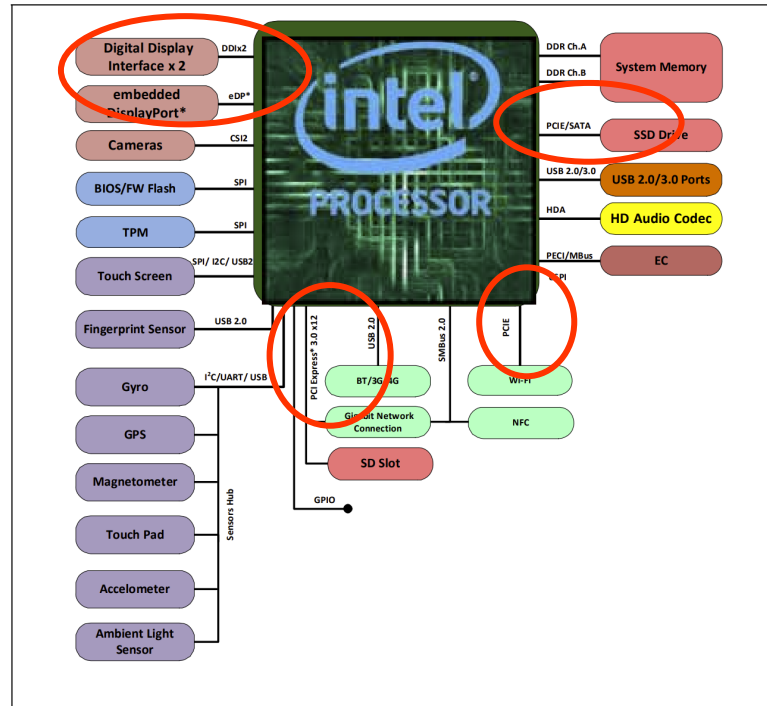 Digital Display
Interface x 2
DDIx2
embedded
DisplayPort*
eDP*
Cameras
CSI2
BIOS/FW Flash
SPI
TPM
SPI
Touch Screen
SPI/ I2C/ USB2
Fingerprint Sensor
USB 2.0
Gyro
I²C/UART/ USB
GPS
Magnetometer
Touch Pad
Accelometer
Ambient Light
Sensor
Sensors Hub
intel
PROCESSOR
DDR Ch.A
DDR Ch.B
System Memory
PCIE/SATA
SSD Drive
USB 2.0/3.0
USB 2.0/3.0 Ports
HDA
HD Audio Codec
PECI/MBus
EC
PCI Express* 3.0 x12
USB 2.0
SMBus 2.0
PCIE
BT/3G/4G
Wi-Fi
Gigabit Network
Connection
NFC
SD Slot
GPIO